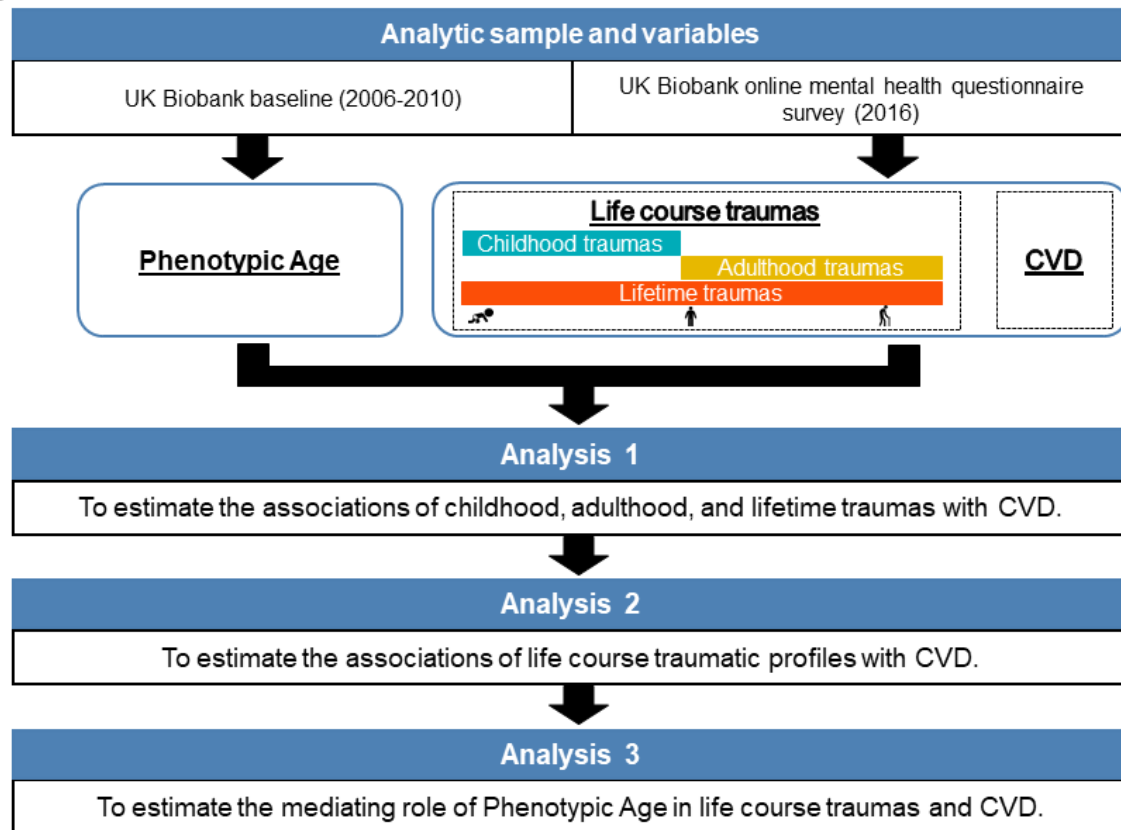 Analytic sample and variables
UK Biobank baseline (2006-2010)
UK Biobank online mental health questionnaire
survey (2016)
Phenotypic Age
Life course traumas
Childhood traumas
Adulthood traumas
Lifetime traumas
CVD
Analysis 1
To estimate the associations of childhood, adulthood, and lifetime traumas with CVD.
Analysis 2
To estimate the associations of life course traumatic profiles with CVD.
Analysis 3
To estimate the mediating role of Phenotypic Age in life course traumas and CVD.